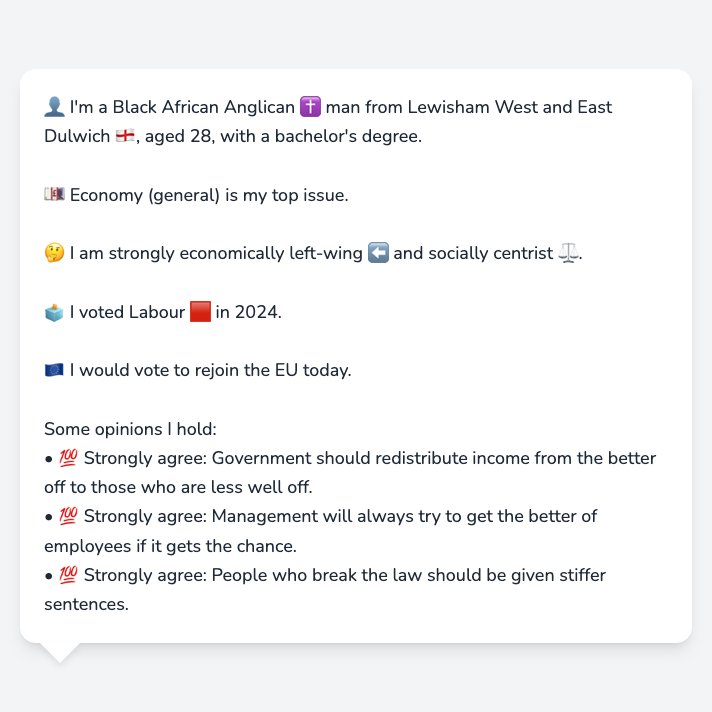 👤 I'm a Black African Anglican ✝️ man from Lewisham West and East
Dulwich 🏴󠁧󠁢󠁥󠁮󠁧󠁿, aged 28, with a bachelor's degree.
💷 Economy (general) is my top issue.
🤔 I am strongly economically left-wing ⬅️ and socially centrist ⚖️.
🗳️ I voted Labour 🟥 in 2024.
🇪🇺 I would vote to rejoin the EU today.
Some opinions I hold:
• 💯 Strongly agree: Government should redistribute income from the better
off to those who are less well off.
• 💯 Strongly agree: Management will always try to get the better of
employees if it gets the chance.
• 💯 Strongly agree: People who break the law should be given stiffer
sentences.